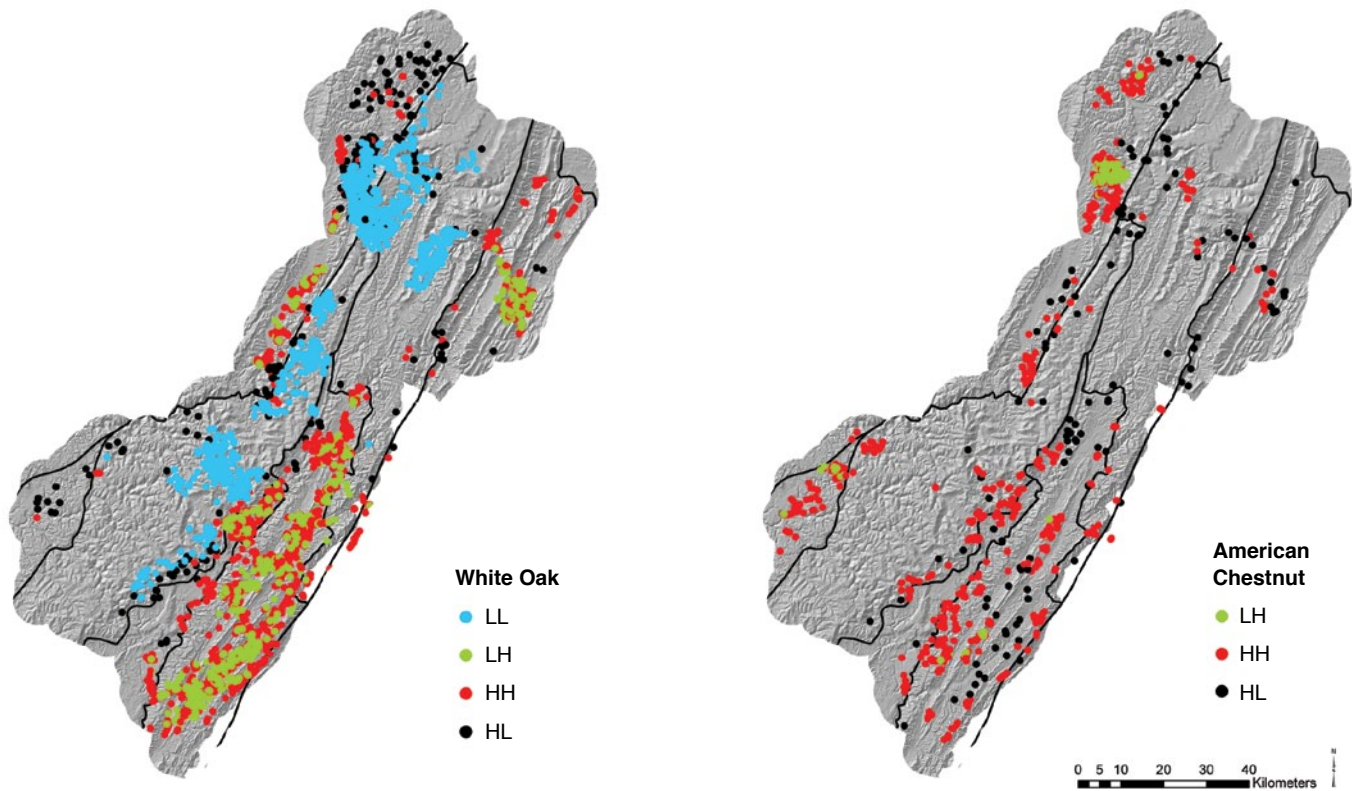 White Oak
LL
LH
HH
HL
American
Chestnut
LH
HH
HL
0 5 10 20 30 40
Kilometers
N